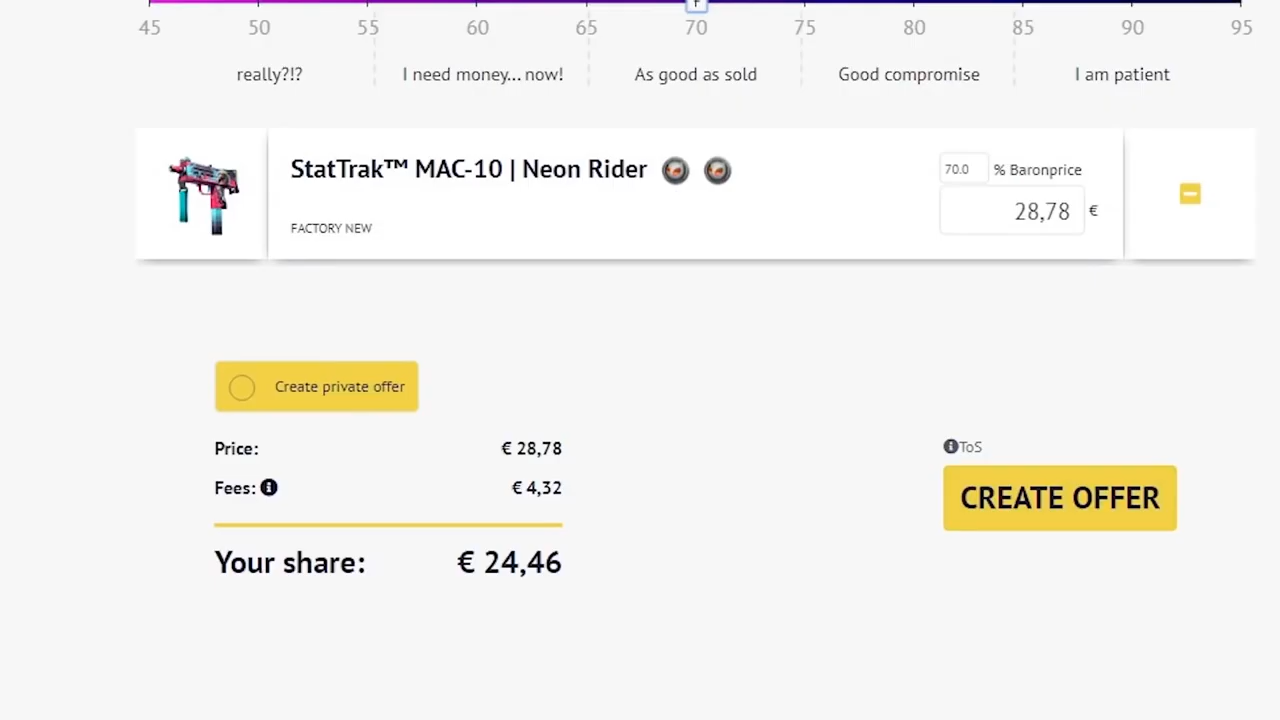 45 50 55 60 65 70 75 80 85 90 95
really?!? I need money... now! As good as sold Good compromise I am patient
StatTrak™ MAC-10 | Neon Rider
70.0 % Baronprice
28,78 €
FACTORY NEW
Create private offer
Price: € 28,78
ToS
Fees: € 4,32
CREATE OFFER
Your share: € 24,46